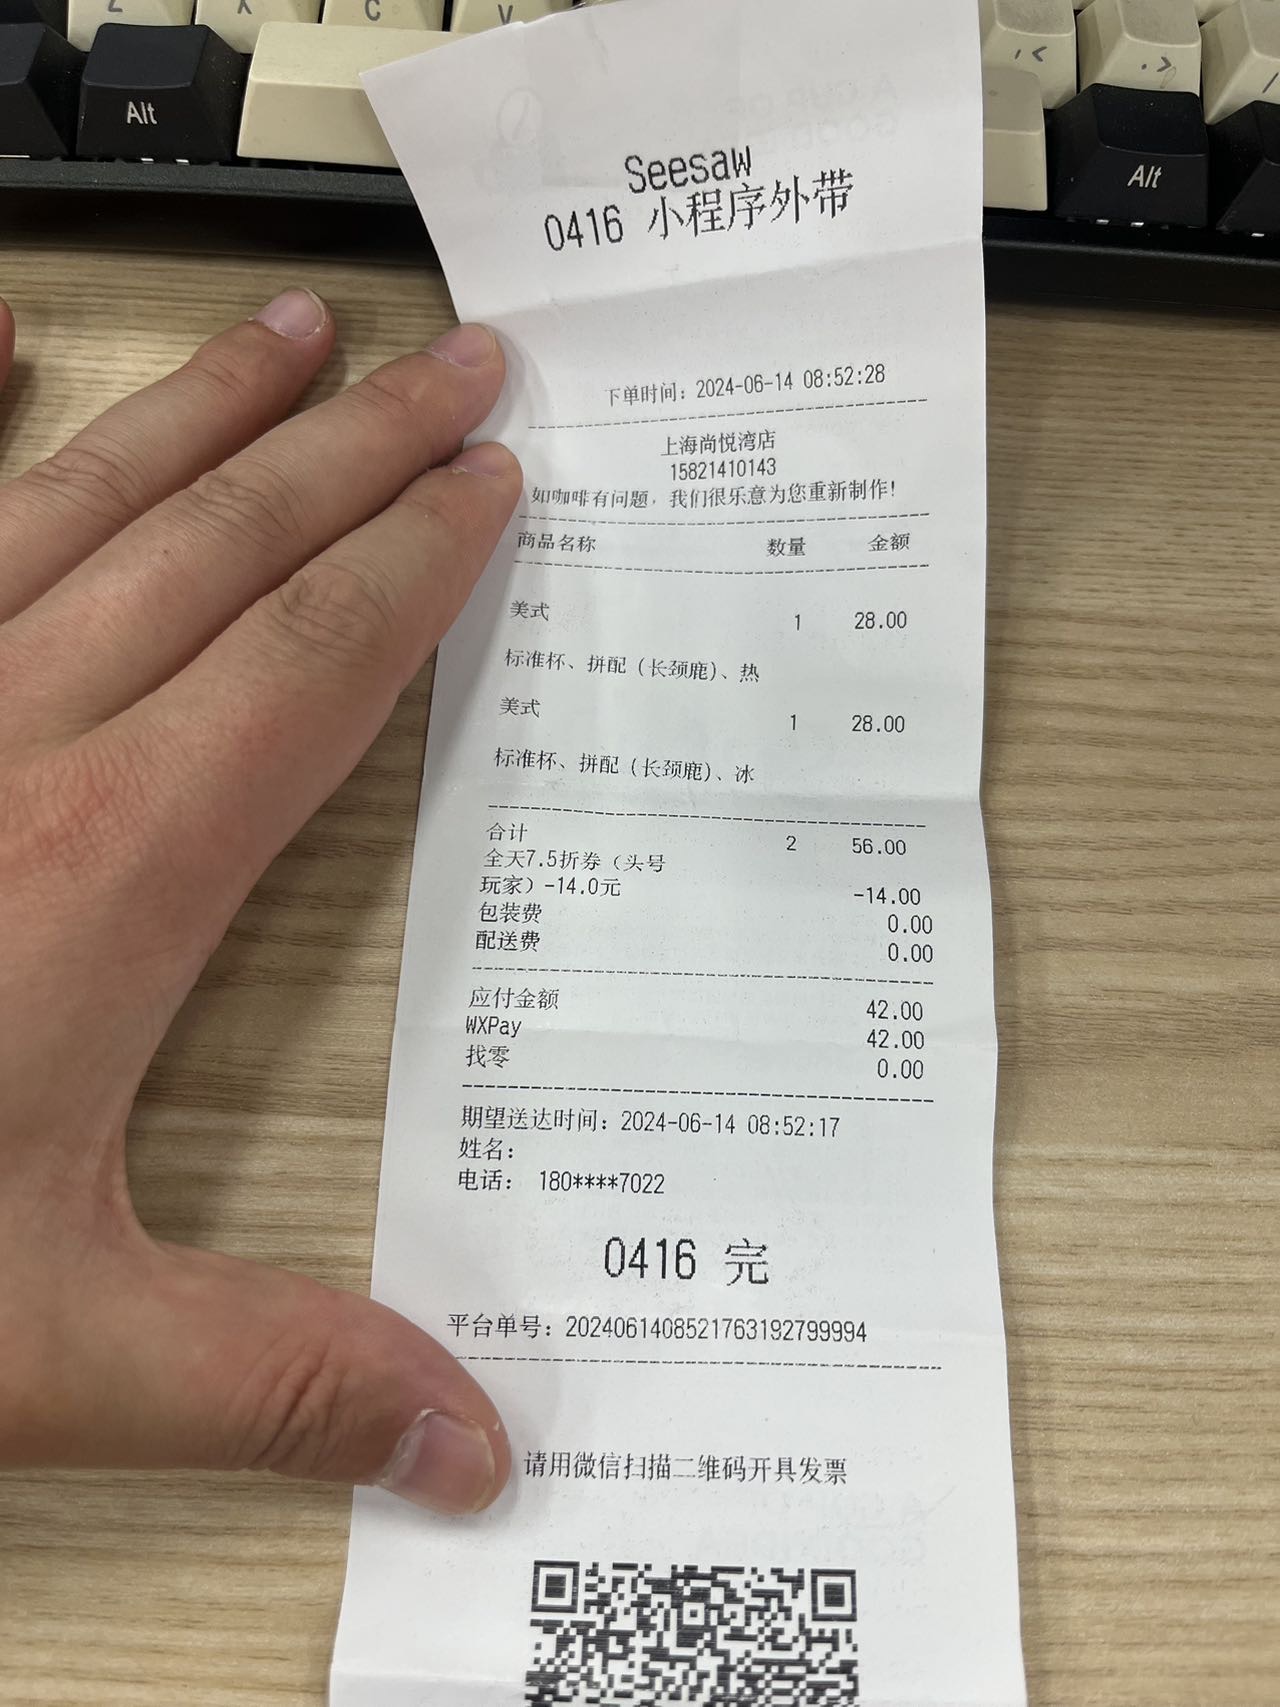 Z X C V
Alt
,<
.>
/
Alt
Seesaw
0416 小程序外带
下单时间：2024-06-14 08:52:28
上海尚悦湾店
15821410143
如咖啡有问题，我们很乐意为您重新制作！
商品名称 数量 金额
美式 1 28.00
标准杯、拼配（长颈鹿）、热
美式 1 28.00
标准杯、拼配（长颈鹿）、冰
合计 2 56.00
全天7.5折券（头号
玩家）-14.0元 -14.00
包装费 0.00
配送费 0.00
应付金额 42.00
WXPay 42.00
找零 0.00
期望送达时间：2024-06-14 08:52:17
姓名：
电话： 180****7022
0416 完
平台单号：2024061408521763192799994
请用微信扫描二维码开具发票